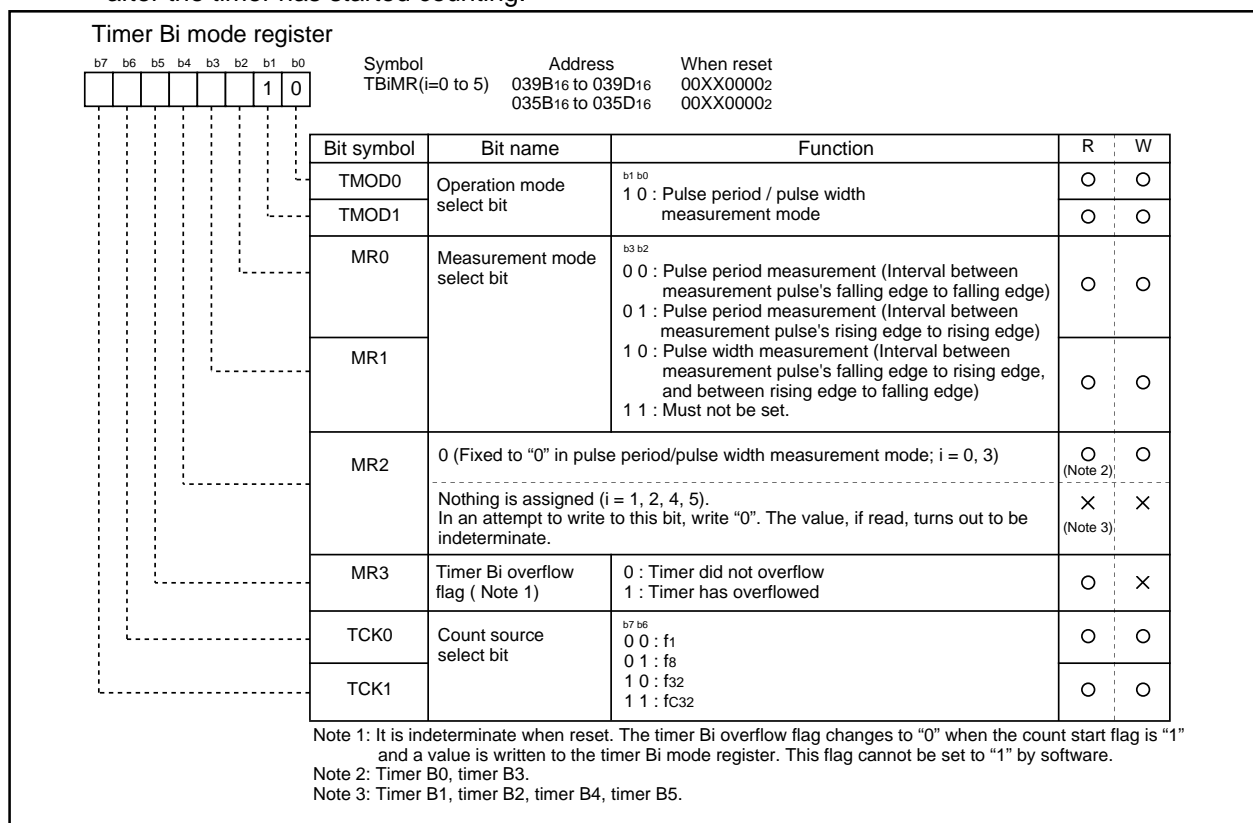 after the timer has started counting.
Timer Bi mode register
b7 b6 b5 b4 b3 b2 b1 b0
1 0
Symbol Address When reset
TBiMR(i=0 to 5) 039B16 to 039D16 00XX00002
035B16 to 035D16 00XX00002
Bit symbol Bit name Function R W
TMOD0
TMOD1
Operation mode
select bit
b1 b0
1 0 : Pulse period / pulse width
measurement mode
MR0
MR1
Measurement mode
select bit
b3 b2
0 0 : Pulse period measurement (Interval between
measurement pulse's falling edge to falling edge)
0 1 : Pulse period measurement (Interval between
measurement pulse's rising edge to rising edge)
1 0 : Pulse width measurement (Interval between
measurement pulse's falling edge to rising edge,
and between rising edge to falling edge)
1 1 : Must not be set.
MR2
0 (Fixed to “0” in pulse period/pulse width measurement mode; i = 0, 3)
(Note 2)
Nothing is assigned (i = 1, 2, 4, 5).
In an attempt to write to this bit, write “0”. The value, if read, turns out to be
indeterminate.
(Note 3)
MR3
Timer Bi overflow
flag ( Note 1)
0 : Timer did not overflow
1 : Timer has overflowed
TCK0
TCK1
Count source
select bit
b7 b6
0 0 : f1
0 1 : f8
1 0 : f32
1 1 : fC32
Note 1: It is indeterminate when reset. The timer Bi overflow flag changes to “0” when the count start flag is “1”
and a value is written to the timer Bi mode register. This flag cannot be set to “1” by software.
Note 2: Timer B0, timer B3.
Note 3: Timer B1, timer B2, timer B4, timer B5.